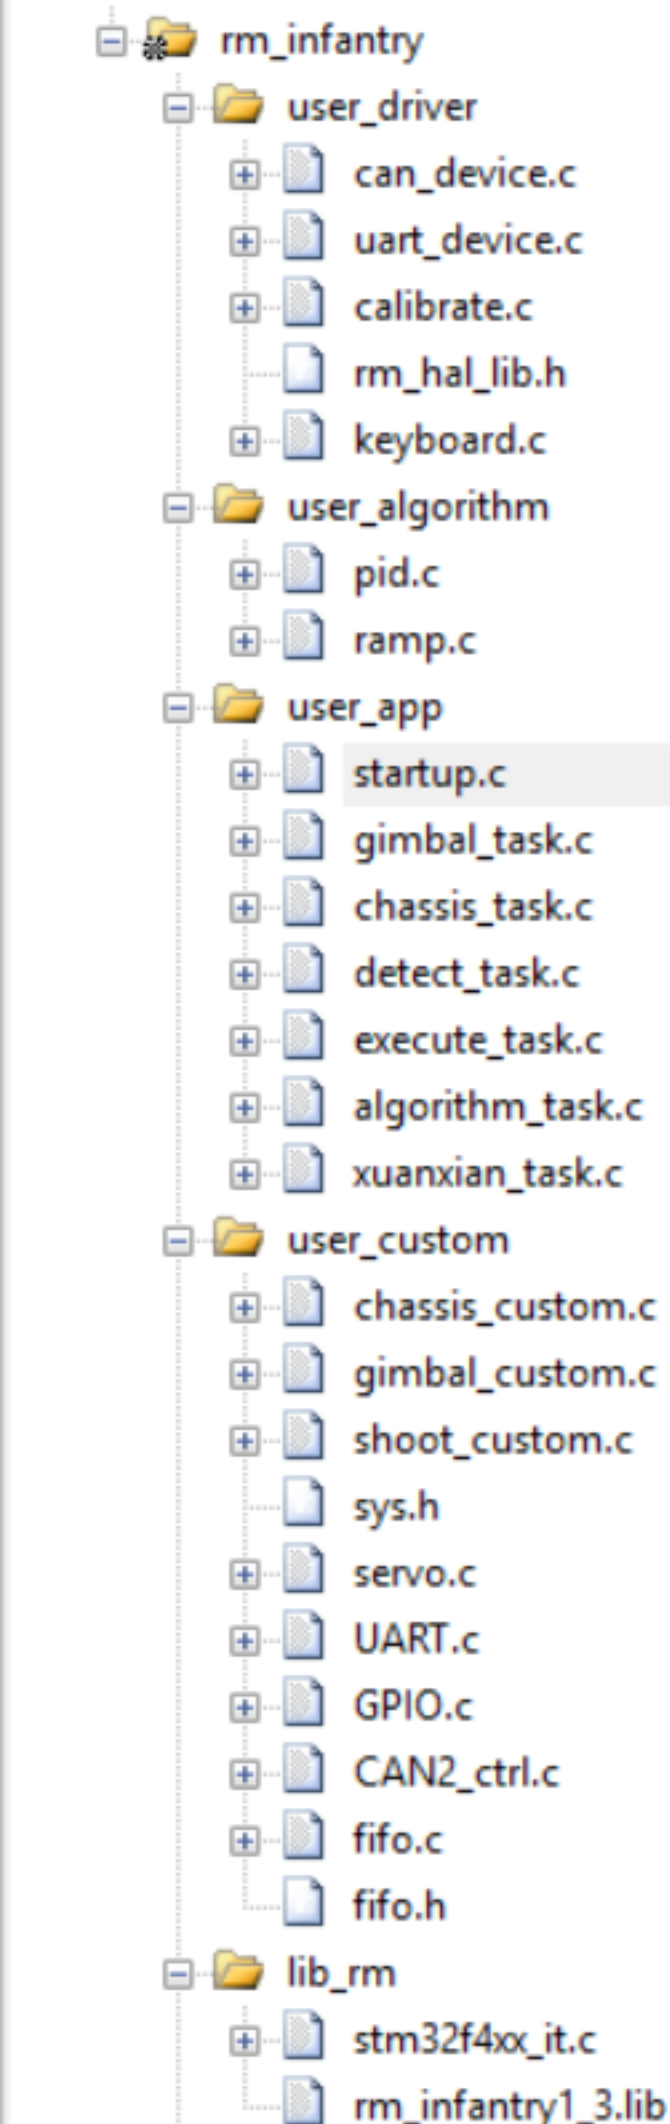 rm_infantry
user_driver
can_device.c
uart_device.c
calibrate.c
rm_hal_lib.h
keyboard.c
user_algorithm
pid.c
ramp.c
user_app
startup.c
gimbal_task.c
chassis_task.c
detect_task.c
execute_task.c
algorithm_task.c
xuanxian_task.c
user_custom
chassis_custom.c
gimbal_custom.c
shoot_custom.c
sys.h
servo.c
UART.c
GPIO.c
CAN2_ctrl.c
fifo.c
fifo.h
lib_rm
stm32f4xx_it.c
rm_infantry1_3.lib